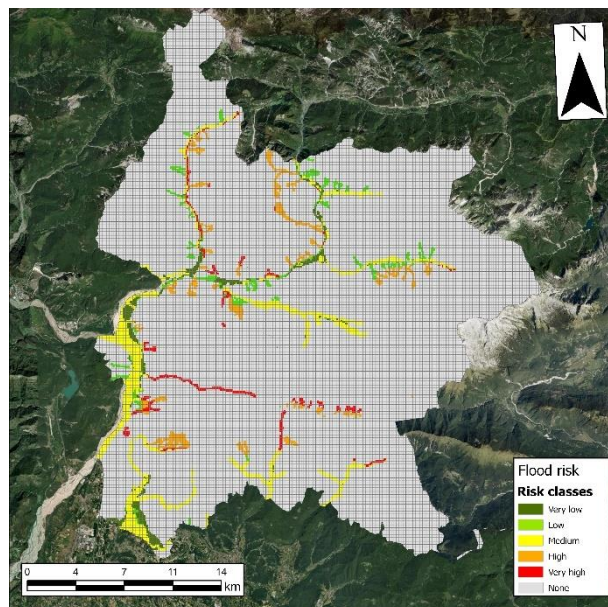 N
Flood risk
Risk classes
Very low
Low
Medium
High
Very high
None
0 4 7 11 14
km